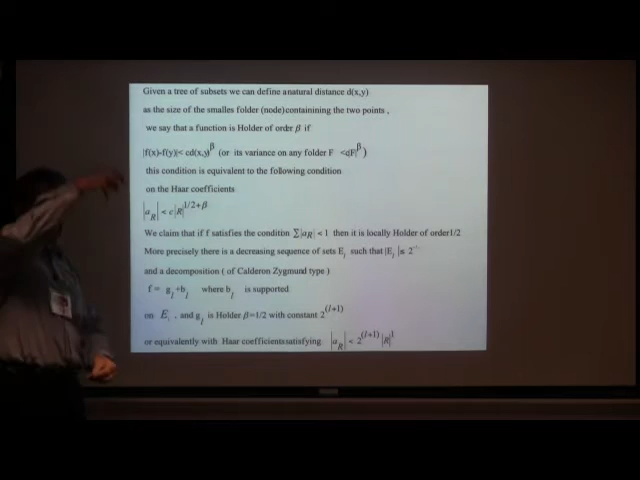 Given a tree of subsets we can define anatural distance d(x,y)
as the size of the smalles folder (node)containining the two points ,
we say that a function is Holder of order β if
|f(x)-f(y)|< cd(x,y)^β (or its variance on any folder F <c|F|^β )
this condition is equivalent to the following condition
on the Haar coefficients
|a_R| < c |R|^{1/2+β}
We claim that if f satisfies the conditon ∑|a_R| < 1 then it is locally Holder of order1/2
More precisely there is a decreasing sequence of sets E_l such that |E_l| ≤ 2^{-l}
and a decomposition ( of Calderon Zygmund type )
f = g_l+b_l where b_l is supported
on E_l , and g_l is Holder β=1/2 with constant 2^{(l+1)}
or equivalently with Haar coefficientssatisfying |a_R| < 2^{(l+1)} |R|^1